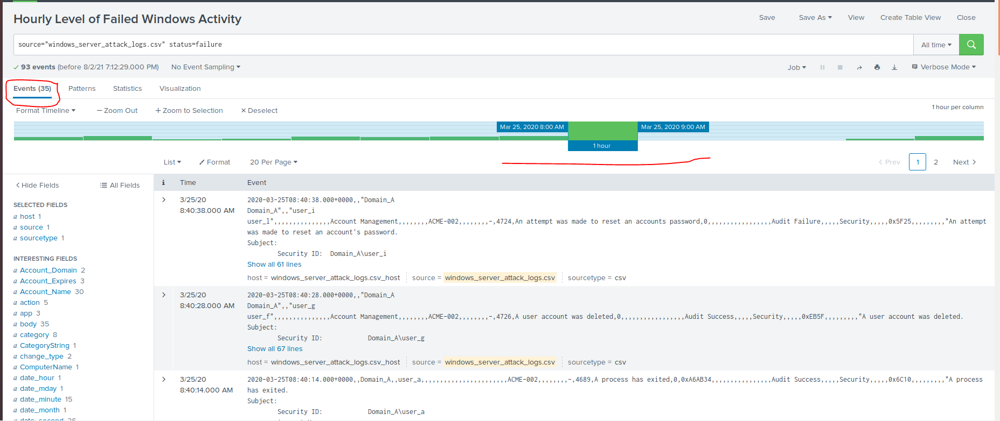 Hourly Level of Failed Windows Activity
Save Save As View Create Table View Close
source="windows_server_attack_logs.csv" status=failure
All time
93 events (before 8/2/21 7:12:29.000 PM) No Event Sampling
Job Verbose Mode
Events (35) Patterns Statistics Visualization
Format Timeline — Zoom Out + Zoom to Selection × Deselect
1 hour per column
Mar 25, 2020 8:00 AM Mar 25, 2020 9:00 AM
1 hour
List Format 20 Per Page
< Prev 1 2 Next >
< Hide Fields All Fields
SELECTED FIELDS
a host 1
a source 1
a sourcetype 1
INTERESTING FIELDS
a Account_Domain 2
a Account_Expires 3
a Account_Name 30
a action 5
a app 3
a body 35
a category 8
a CategoryString 1
a change_type 2
a ComputerName 1
a date_hour 1
a date_mday 1
a date_minute 15
a date_month 1
a date_second 26
i Time Event
> 3/25/20
8:40:38.000 AM
2020-03-25T08:40:38.000+0000,,"Domain_A
Domain_A",,"user_i
user_l",,,,,,,,,,,,,,,Account Management,,,,,,,,ACME-002,,,,,,,,-,4724,An attempt was made to reset an accounts password,0,,,,,,,,,,,,,,,,,Audit Failure,,,,,Security,,,,,0x5F25,,,,,,,,,"An attempt
was made to reset an account's password.
Subject:
Security ID: Domain_A\user_i
Show all 61 lines
host = windows_server_attack_logs.csv_host source = windows_server_attack_logs.csv sourcetype = csv
> 3/25/20
8:40:28.000 AM
2020-03-25T08:40:28.000+0000,,"Domain_A
Domain_A",,"user_g
user_f",,,,,,,,,,,,,,,Account Management,,,,,,,,ACME-002,,,,,,,,-,4726,A user account was deleted,0,,,,,,,,,,,,,,,,,Audit Success,,,,,Security,,,,,0xEB5F,,,,,,,,,"A user account was deleted.
Subject:
Security ID: Domain_A\user_g
Show all 67 lines
host = windows_server_attack_logs.csv_host source = windows_server_attack_logs.csv sourcetype = csv
> 3/25/20
8:40:14.000 AM
2020-03-25T08:40:14.000+0000,,Domain_A,,user_a,,,,,,,,,,,,,,,,,,,,,,,ACME-002,,,,,,,,-,4689,A process has exited,0,0xA6AB34,,,,,,,,,,,,,,,,Audit Success,,,,,Security,,,,,0x6C10,,,,,,,,,"A process
has exited.
Subject:
Security ID: Domain_A\user_a